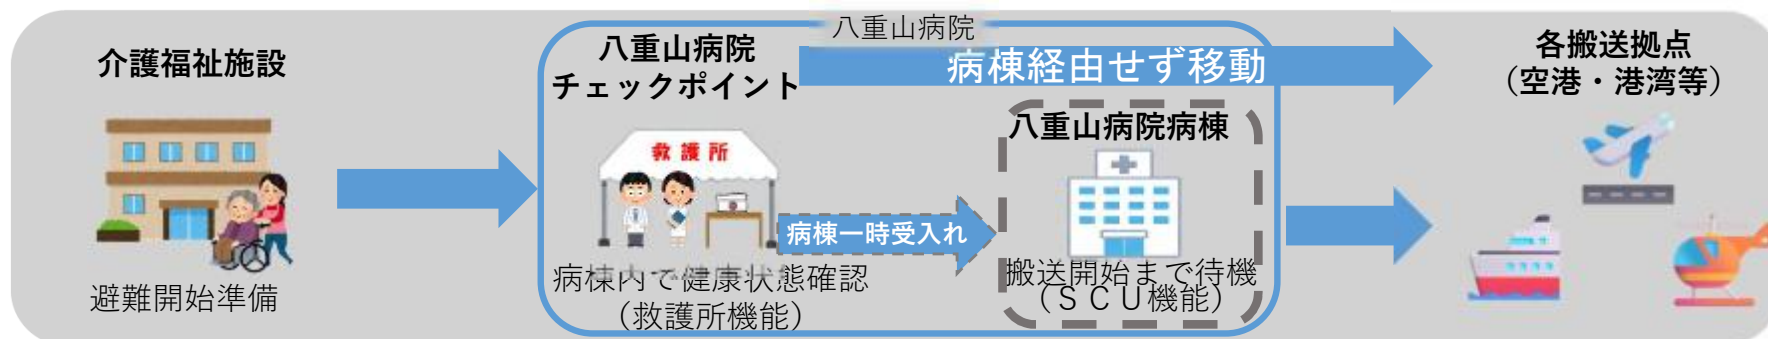 介護福祉施設
避難開始準備
八重山病院
八重山病院
チェックポイント
救護所
病棟内で健康状態確認
（救護所機能）
病棟経由せず移動
病棟一時受入れ
八重山病院病棟
搬送開始まで待機
（ＳＣＵ機能）
各搬送拠点
（空港・港湾等）